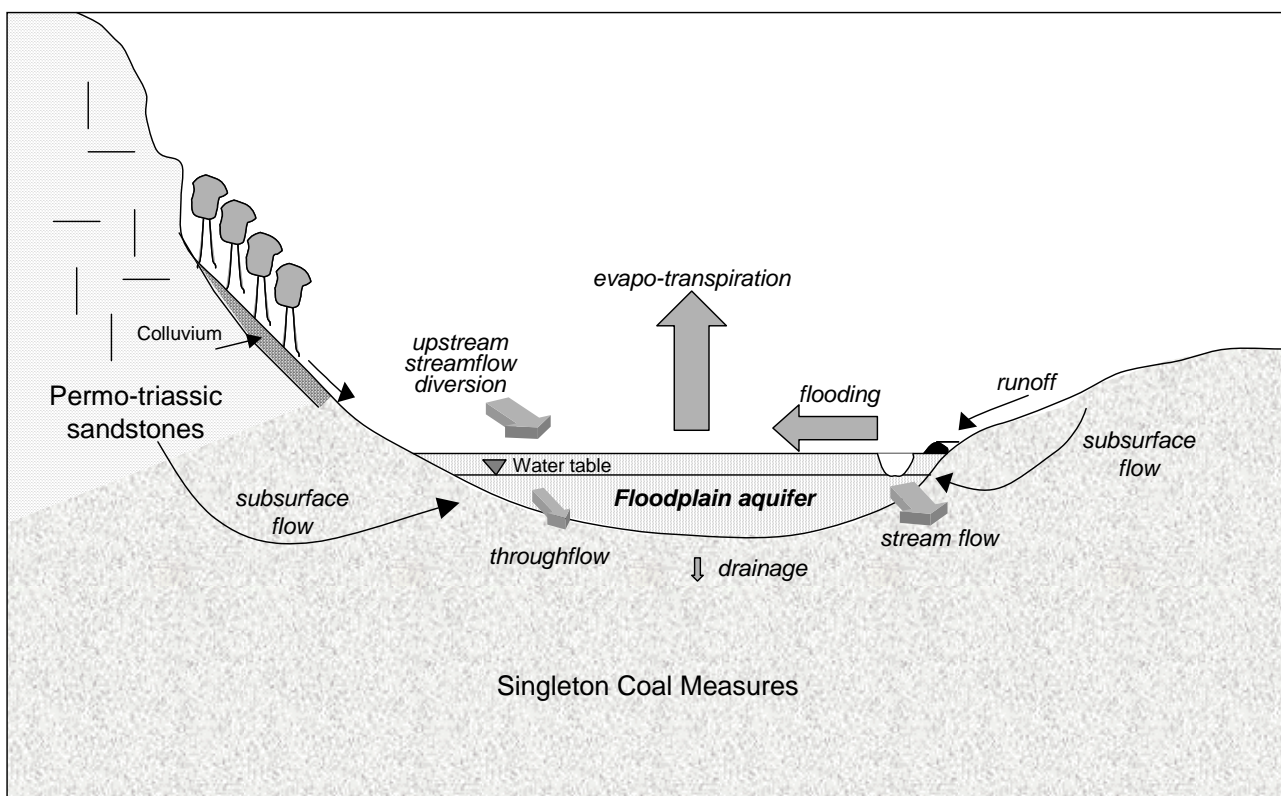 evapo-transpiration
Colluvium
upstream
streamflow
diversion
flooding
runoff
Permo-triassic
sandstones
subsurface
flow
Water table
Floodplain aquifer
subsurface
flow
stream flow
throughflow
drainage
Singleton Coal Measures